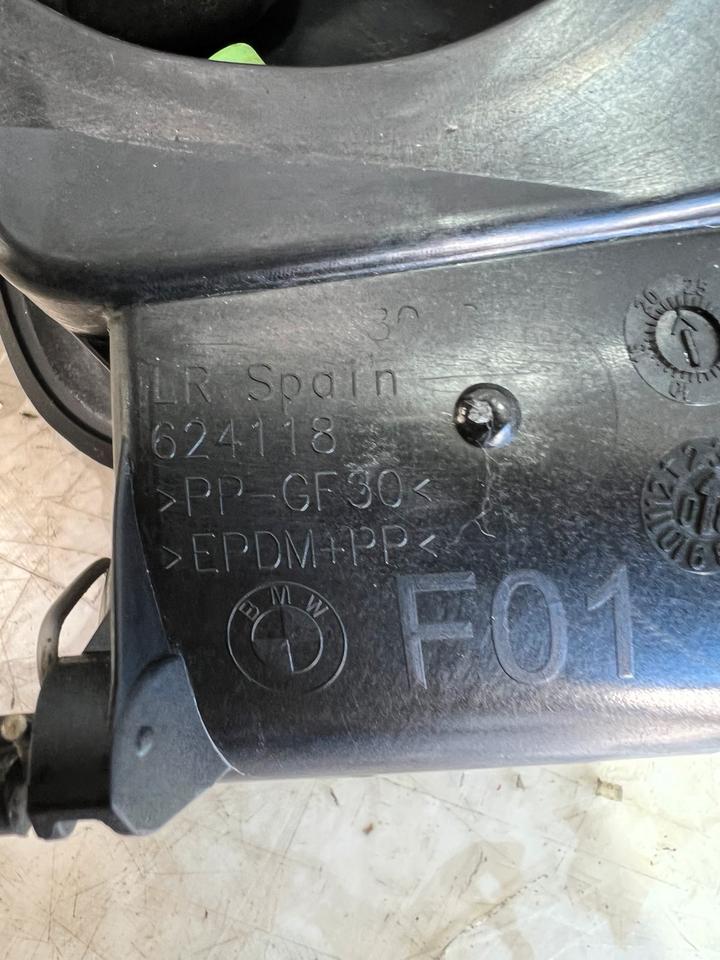 LR Spain
624118
>PP-GF30<
>EPDM+PP<
BMW
F01